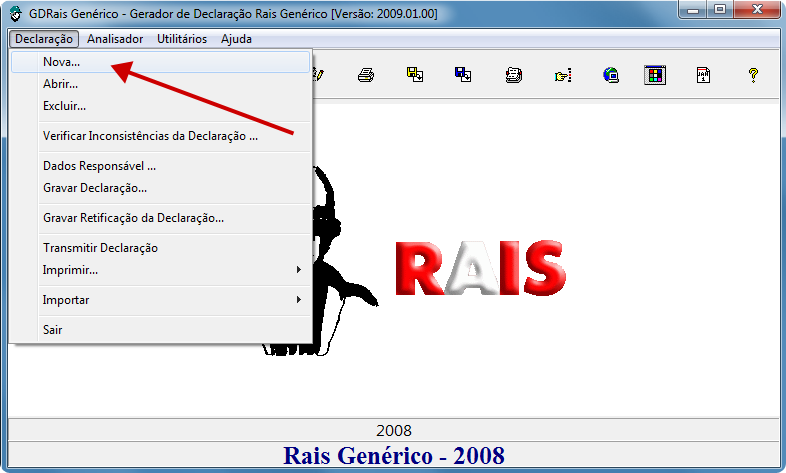 GDRais Genérico - Gerador de Declaração Rais Genérico [Versão: 2009.01.00]
Declaração Analisador Utilitários Ajuda
Nova...
Abrir...
Excluir...
Verificar Inconsistências da Declaração ...
Dados Responsável ...
Gravar Declaração...
Gravar Retificação da Declaração...
Transmitir Declaração
Imprimir...
Importar
Sair
RAIS
2008
Rais Genérico - 2008